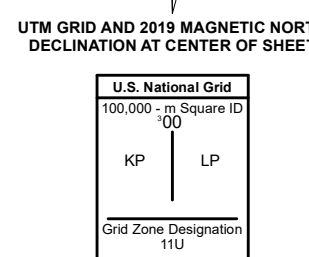 UTM GRID AND 2019 MAGNETIC NORT
DECLINATION AT CENTER OF SHEET
U.S. National Grid
100,000 - m Square ID
³00
KP LP
Grid Zone Designation
11U